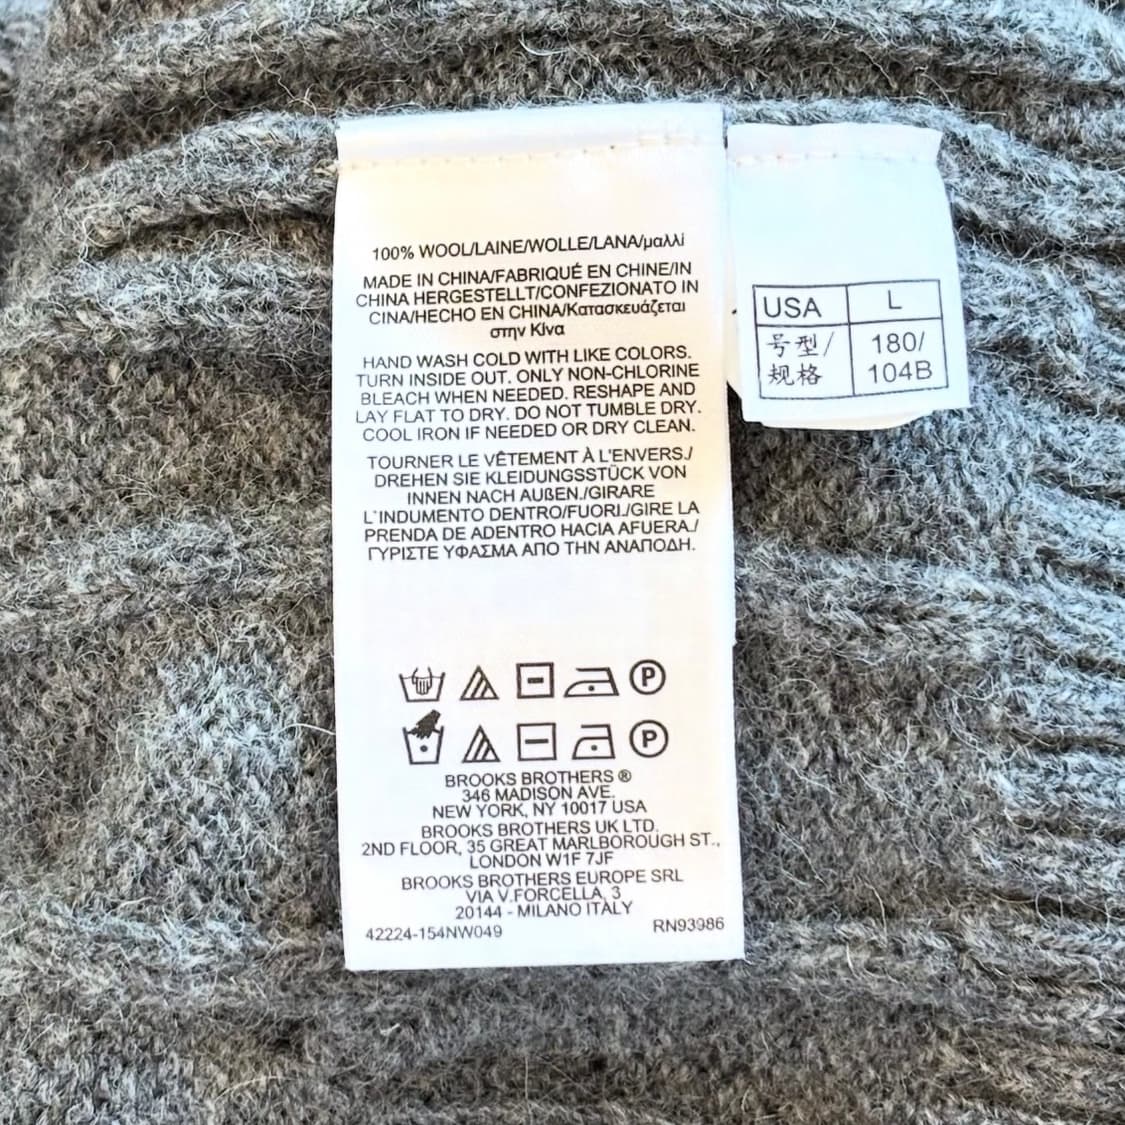 100% WOOL/LAINE/WOLLE/LANA/μαλλί
MADE IN CHINA/FABRIQUÉ EN CHINE/IN
CHINA HERGESTELLT/CONFEZIONATO IN
CINA/HECHO EN CHINA/Κατασκευάζεται
στην Κίνα
HAND WASH COLD WITH LIKE COLORS.
TURN INSIDE OUT. ONLY NON-CHLORINE
BLEACH WHEN NEEDED. RESHAPE AND
LAY FLAT TO DRY. DO NOT TUMBLE DRY.
COOL IRON IF NEEDED OR DRY CLEAN.
TOURNER LE VÊTEMENT À L'ENVERS./
DREHEN SIE KLEIDUNGSSTÜCK VON
INNEN NACH AUßEN./GIRARE
L'INDUMENTO DENTRO/FUORI./GIRE LA
PRENDA DE ADENTRO HACIA AFUERA./
ΓΥΡΙΣΤΕ ΥΦΑΣΜΑ ΑΠΟ ΤΗΝ ΑΝΑΠΟΔΗ.
P
P
BROOKS BROTHERS ®
346 MADISON AVE.
NEW YORK, NY 10017 USA
BROOKS BROTHERS UK LTD.
2ND FLOOR, 35 GREAT MARLBOROUGH ST.,
LONDON W1F 7JF
BROOKS BROTHERS EUROPE SRL
VIA V.FORCELLA, 3
20144 - MILANO ITALY
42224-154NW049 RN93986
USA L
号型/ 180/
规格 104B